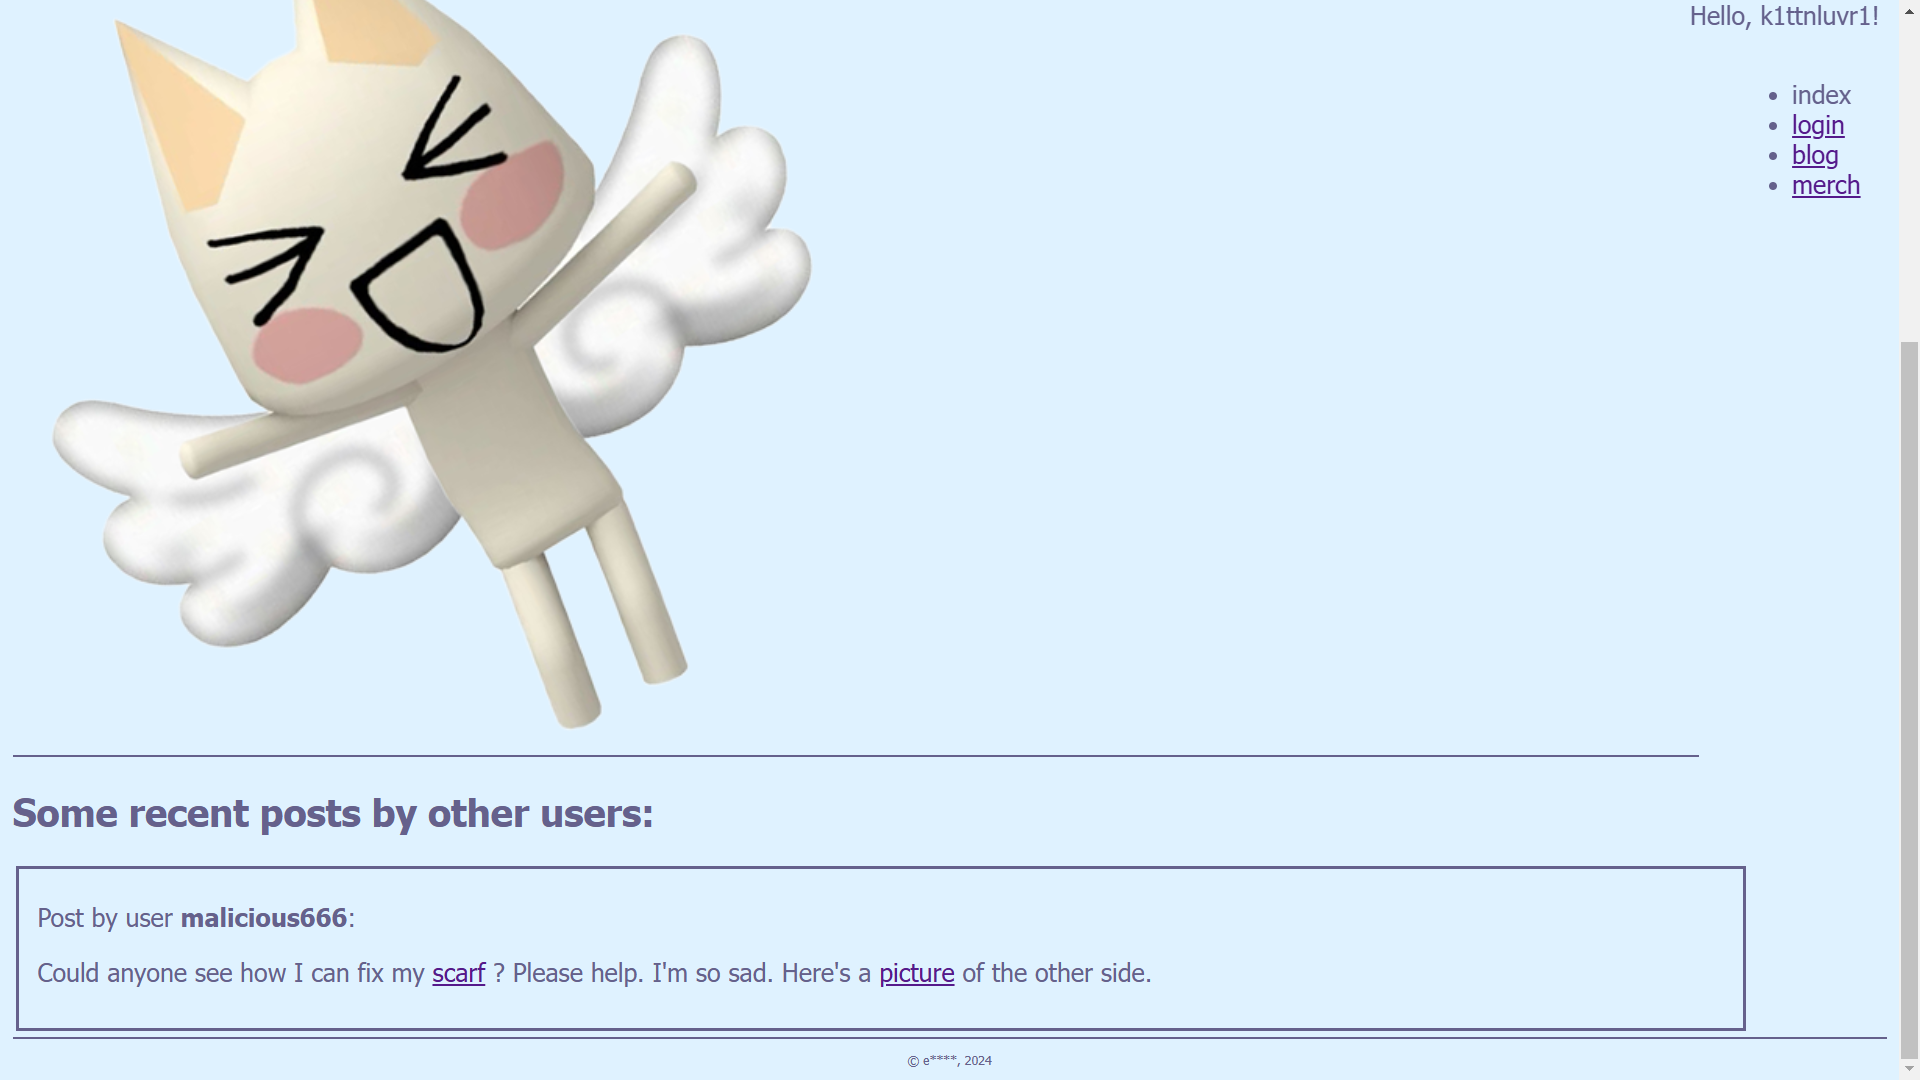 Hello, k1ttnluvr1!
index
login
blog
merch
Some recent posts by other users:
Post by user malicious666:
Could anyone see how I can fix my scarf ? Please help. I'm so sad. Here's a picture of the other side.
© e****, 2024